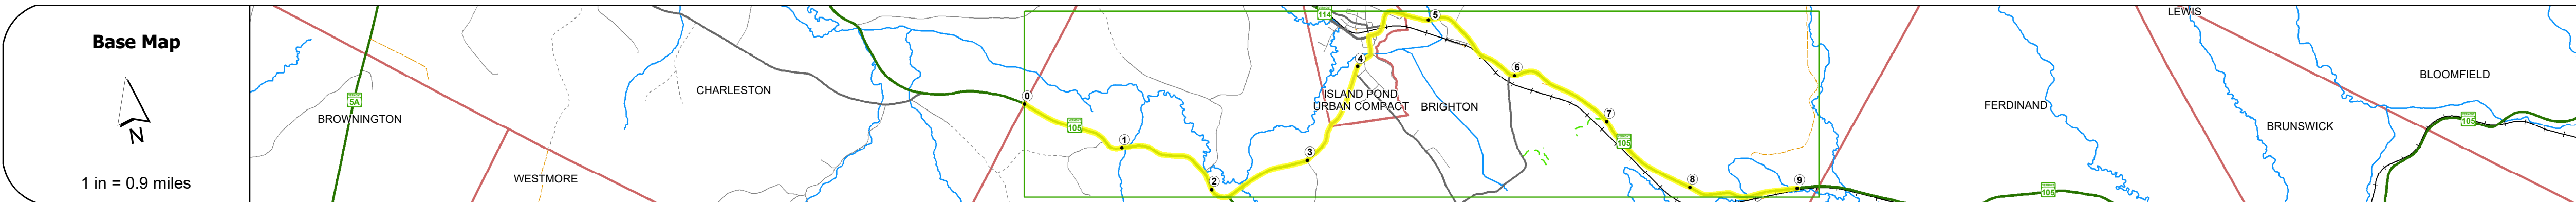 Base Map
N
1 in = 0.9 miles
5A
BROWNINGTON
WESTMORE
CHARLESTON
0
105
1
2
3
4
114
ISLAND POND
URBAN COMPACT
BRIGHTON
5
6
7
105
8
9
FERDINAND
105
LEWIS
BRUNSWICK
BLOOMFIELD
105